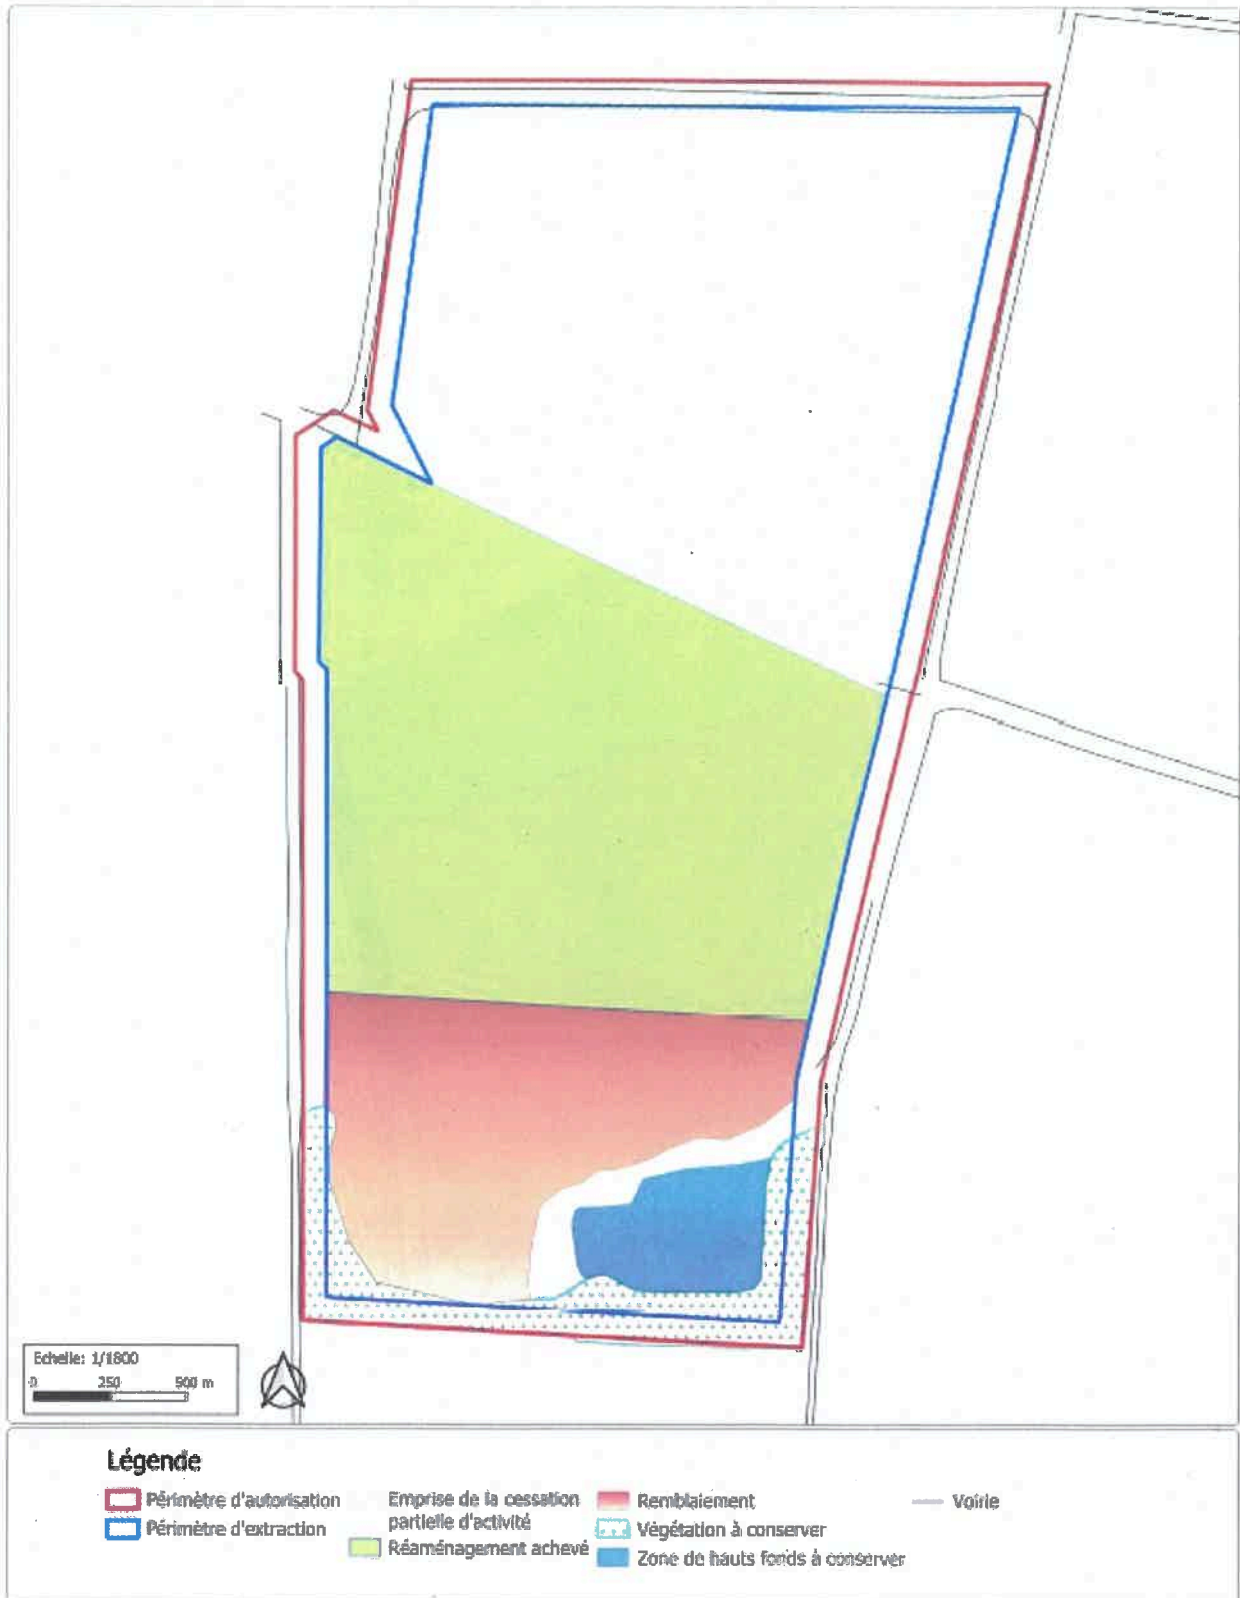 Echelle: 1/1800
0 250 500 m
Légende
Périmètre d'autorisation
Périmètre d'extraction
Emprise de la cessation
partielle d'activité
Réaménagement achevé
Remblaiement
Végétation à conserver
Zone de hauts fonds à conserver
Voirie